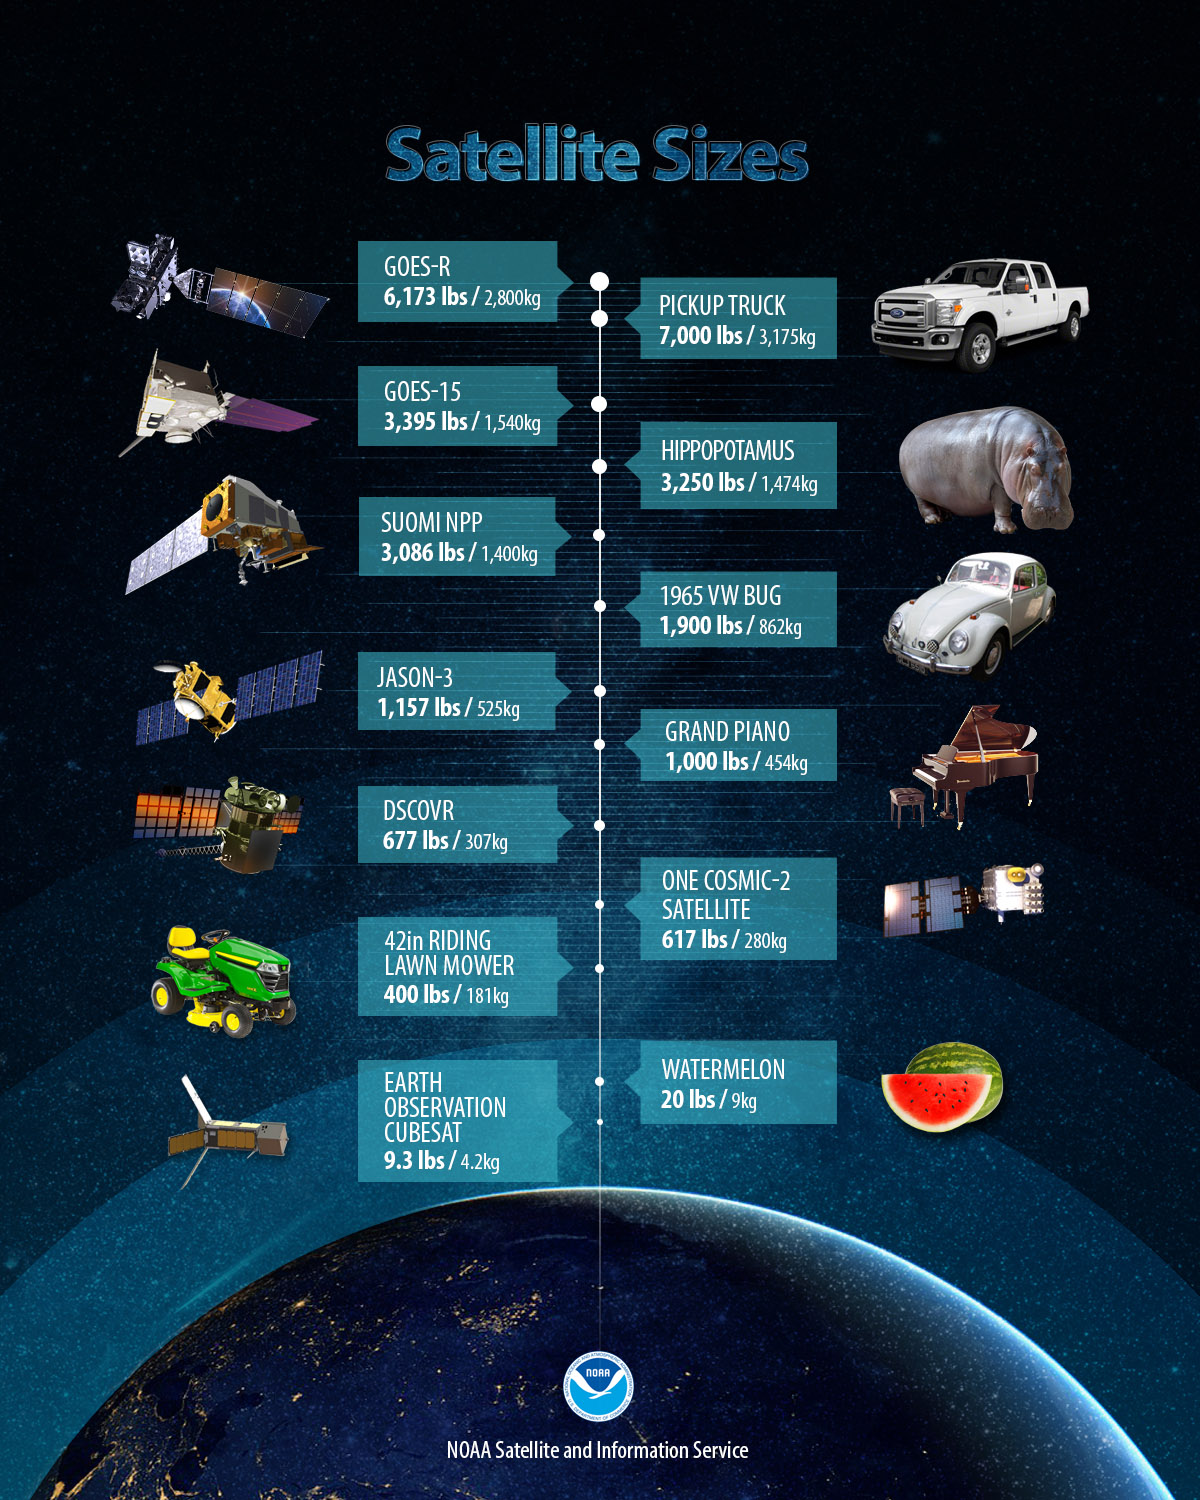 Satellite Sizes
GOES-R
6,173 lbs / 2,800kg
PICKUP TRUCK
7,000 lbs / 3,175kg
GOES-15
3,395 lbs / 1,540kg
HIPPOPOTAMUS
3,250 lbs / 1,474kg
SUOMI NPP
3,086 lbs / 1,400kg
1965 VW BUG
1,900 lbs / 862kg
JASON-3
1,157 lbs / 525kg
GRAND PIANO
1,000 lbs / 454kg
DSCOVR
677 lbs / 307kg
ONE COSMIC-2
SATELLITE
617 lbs / 280kg
42in RIDING
LAWN MOWER
400 lbs / 181kg
WATERMELON
20 lbs / 9kg
EARTH
OBSERVATION
CUBESAT
9.3 lbs / 4.2kg
NOAA
NOAA Satellite and Information Service